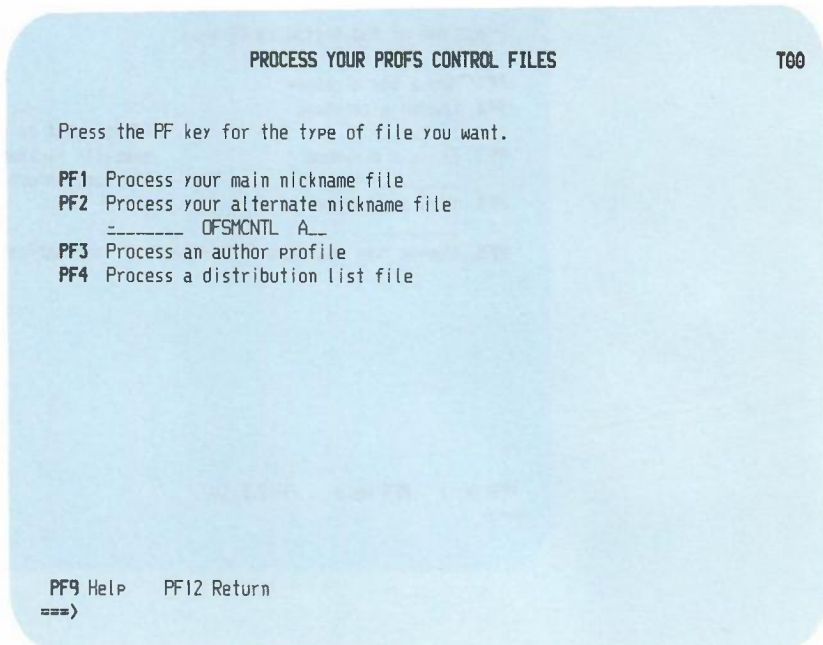 PROCESS YOUR PROFS CONTROL FILES T00
Press the PF key for the type of file you want.
PF1 Process your main nickname file
PF2 Process your alternate nickname file
=_______ OFSMCNTL A__
PF3 Process an author profile
PF4 Process a distribution list file
PF9 Help PF12 Return
===>